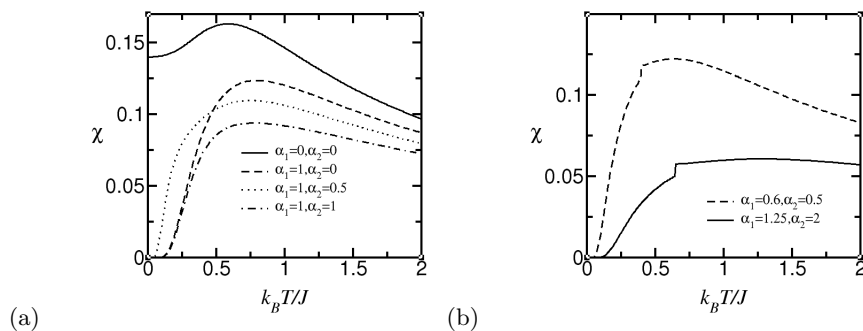 (a)
χ
0.15
0.1
0.05
0
0 0.5 1 1.5 2
k_B T/J
α₁=0,α₂=0
α₁=1,α₂=0
α₁=1,α₂=0.5
α₁=1,α₂=1
(b)
χ
0.1
0.05
0
0 0.5 1 1.5 2
k_B T/J
α₁=0.6,α₂=0.5
α₁=1.25,α₂=2